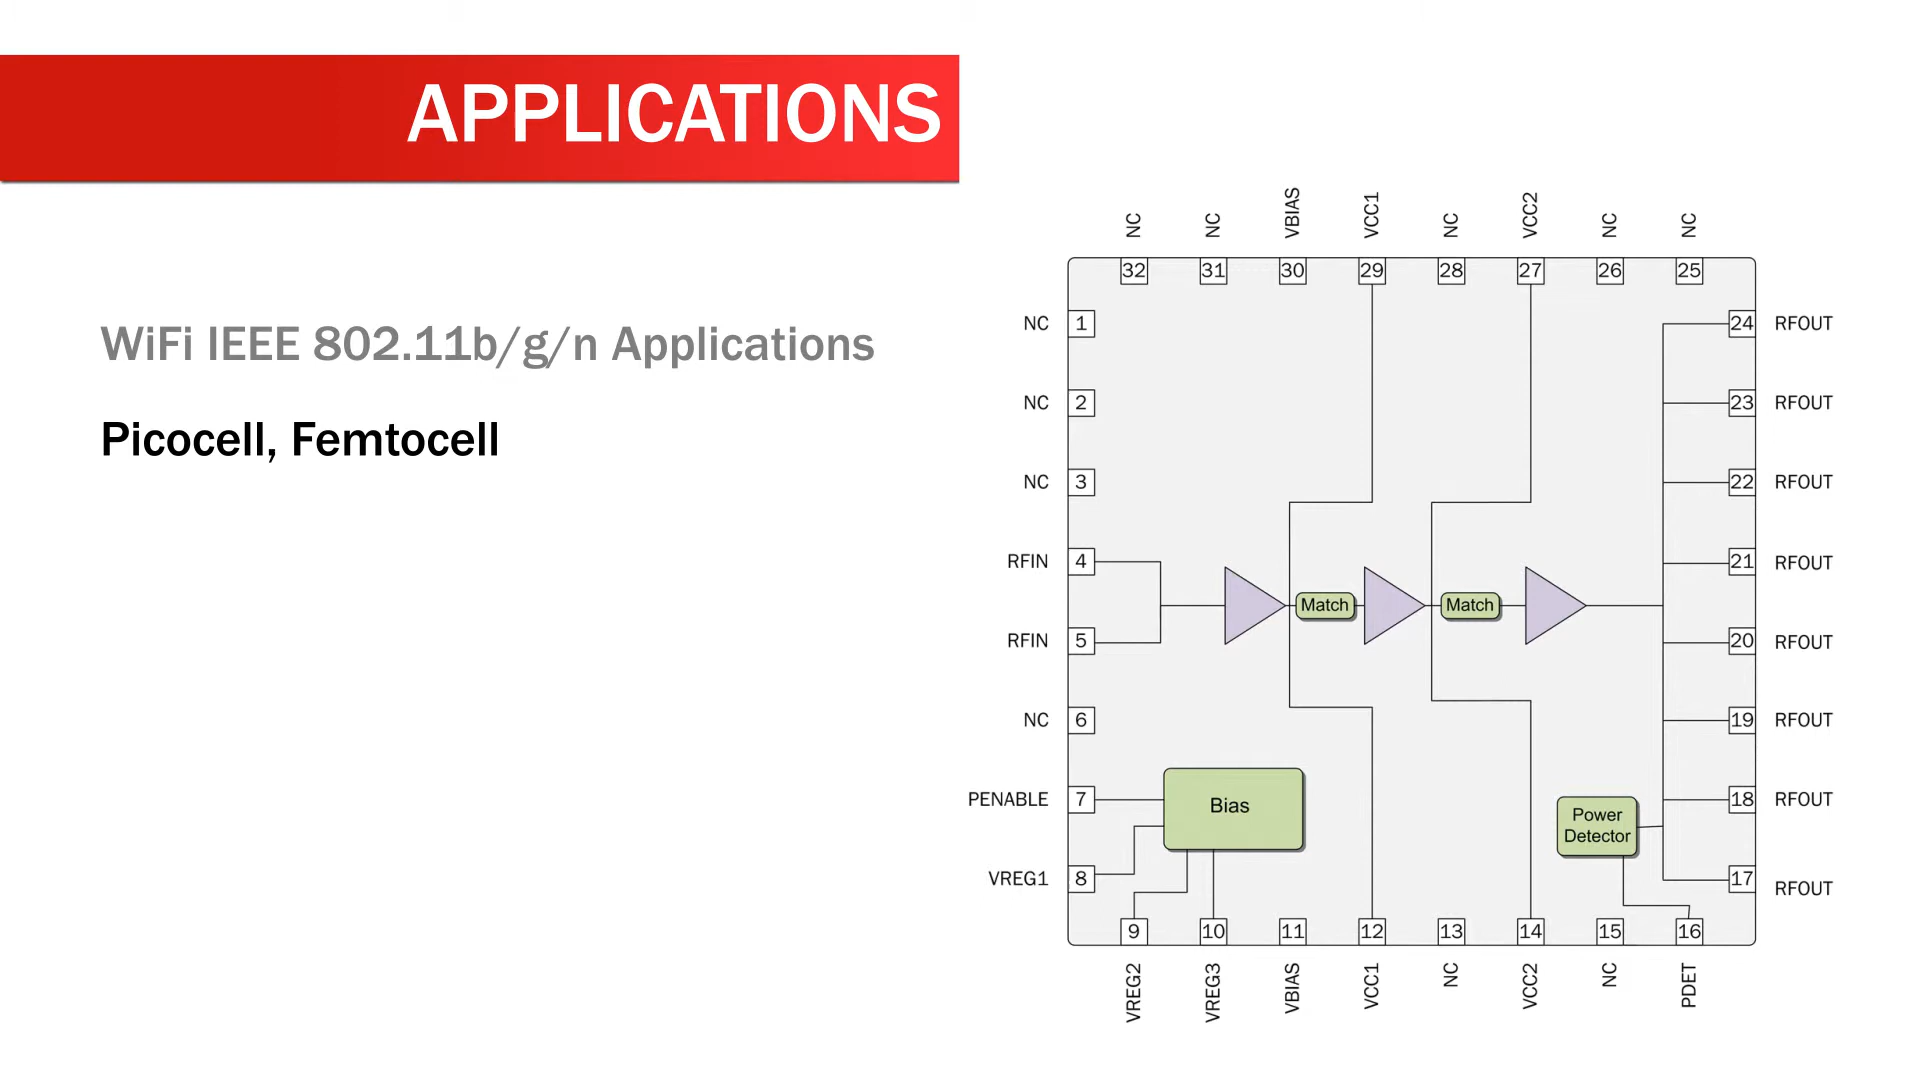 APPLICATIONS
WiFi IEEE 802.11b/g/n Applications
Picocell, Femtocell
NC NC VBIAS VCC1 NC VCC2 NC NC
32 31 30 29 28 27 26 25
NC 1 24 RFOUT
NC 2 23 RFOUT
NC 3 22 RFOUT
RFIN 4 21 RFOUT
Match Match
RFIN 5 20 RFOUT
NC 6 19 RFOUT
PENABLE 7 Bias 18 RFOUT
Power
Detector
VREG1 8 17 RFOUT
9 10 11 12 13 14 15 16
VREG2 VREG3 VBIAS VCC1 NC VCC2 NC PDET